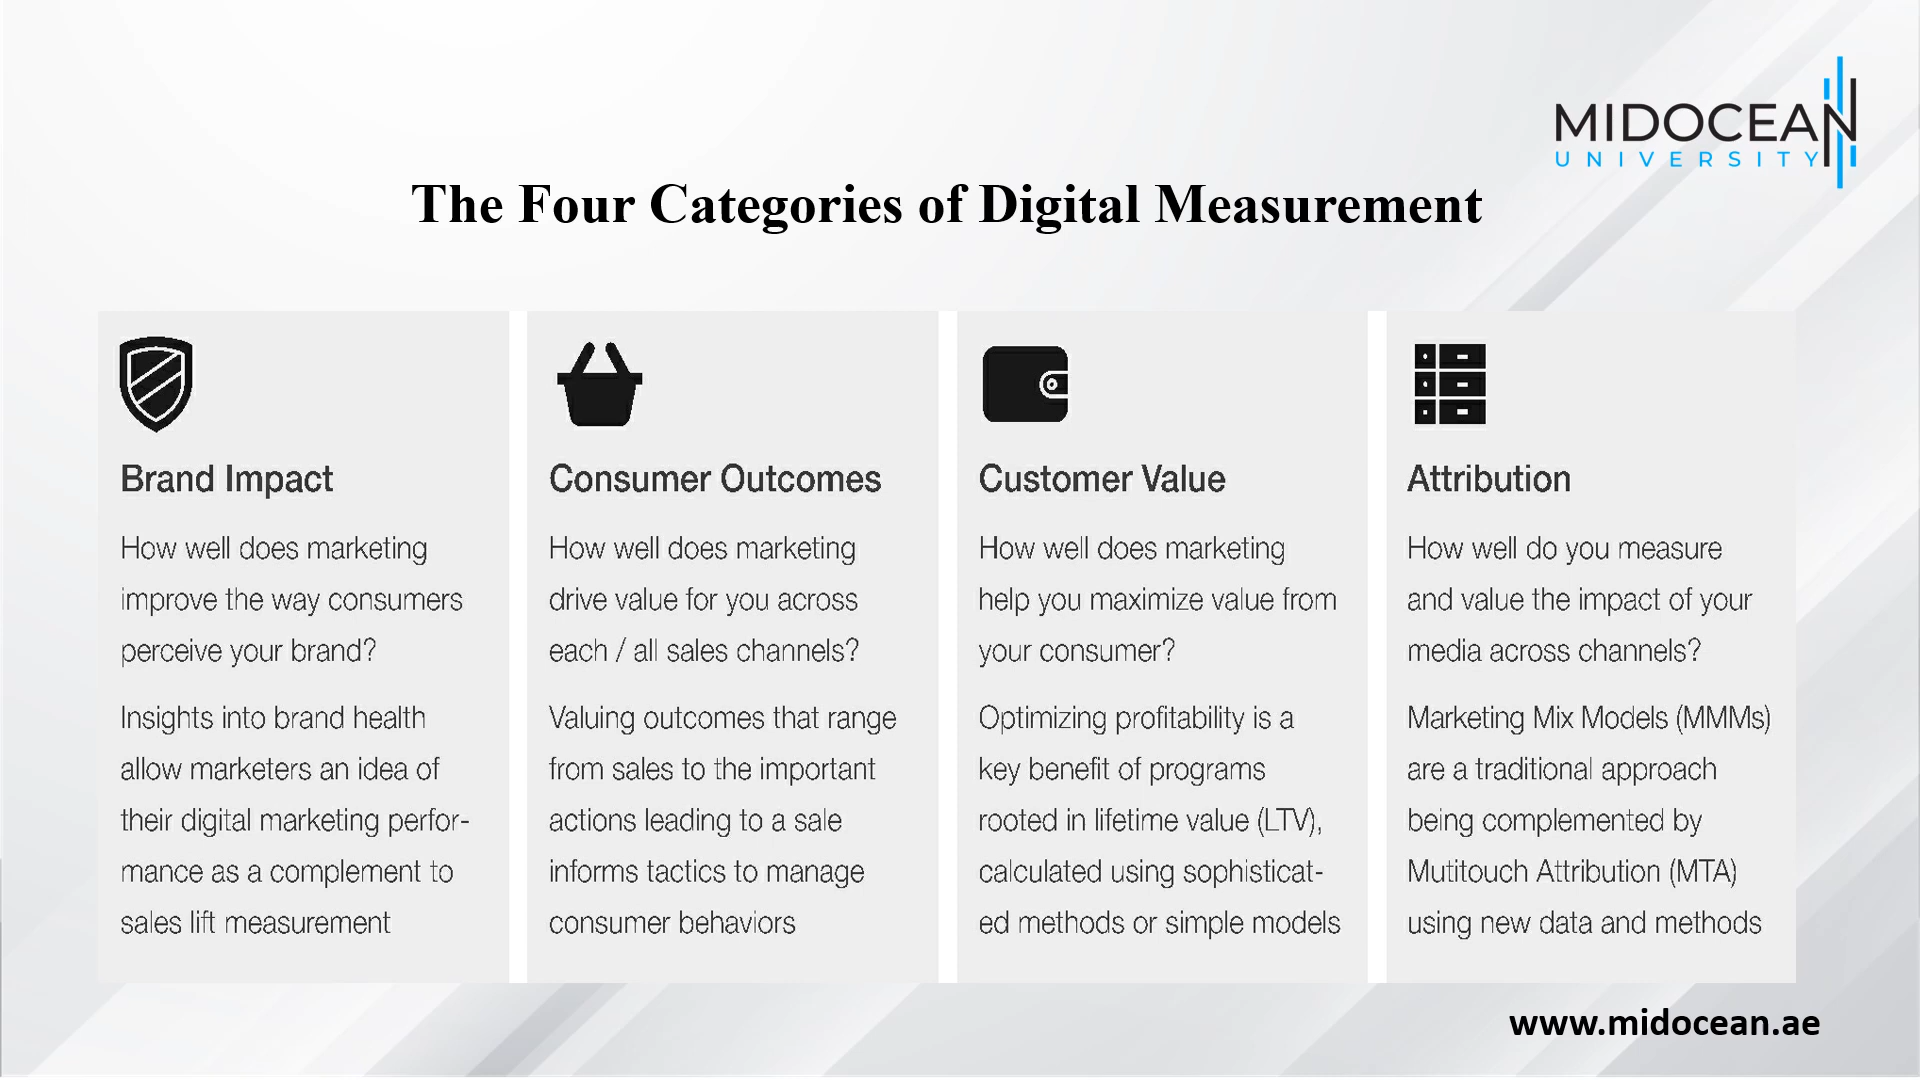 MIDOCEAN
UNIVERSITY
The Four Categories of Digital Measurement
Brand Impact
How well does marketing
improve the way consumers
perceive your brand?
Insights into brand health
allow marketers an idea of
their digital marketing perfor-
mance as a complement to
sales lift measurement
Consumer Outcomes
How well does marketing
drive value for you across
each / all sales channels?
Valuing outcomes that range
from sales to the important
actions leading to a sale
informs tactics to manage
consumer behaviors
Customer Value
How well does marketing
help you maximize value from
your consumer?
Optimizing profitability is a
key benefit of programs
rooted in lifetime value (LTV),
calculated using sophisticat-
ed methods or simple models
Attribution
How well do you measure
and value the impact of your
media across channels?
Marketing Mix Models (MMMs)
are a traditional approach
being complemented by
Mutitouch Attribution (MTA)
using new data and methods
www.midocean.ae